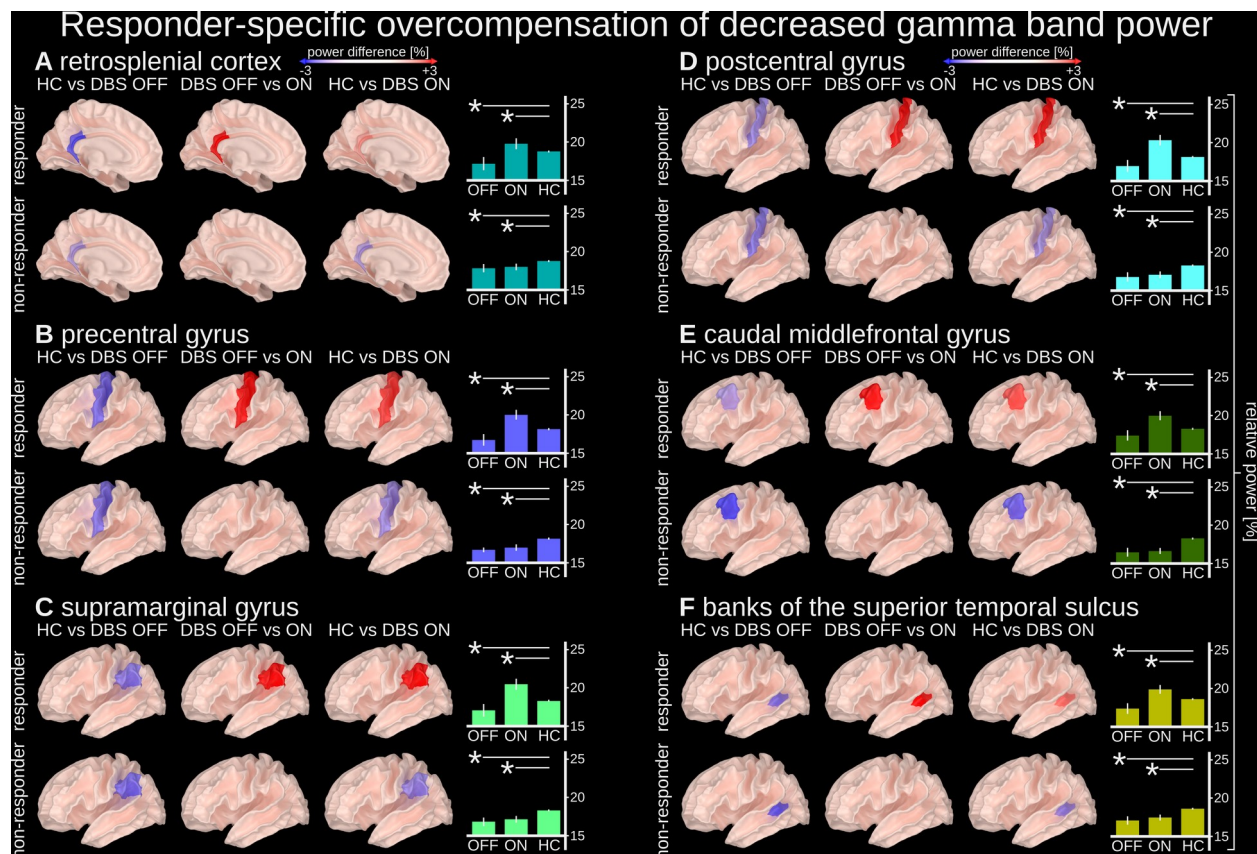 Responder-specific overcompensation of decreased gamma band power
A retrosplenial cortex
power difference [%]
-3 +3
HC vs DBS OFF DBS OFF vs ON HC vs DBS ON
responder
* *
25
20
15
OFF ON HC
non-responder
* *
25
20
15
OFF ON HC
B precentral gyrus
HC vs DBS OFF DBS OFF vs ON HC vs DBS ON
responder
* *
25
20
15
OFF ON HC
non-responder
* *
25
20
15
OFF ON HC
C supramarginal gyrus
HC vs DBS OFF DBS OFF vs ON HC vs DBS ON
responder
* *
25
20
15
OFF ON HC
non-responder
* *
25
20
15
OFF ON HC
D postcentral gyrus
power difference [%]
-3 +3
HC vs DBS OFF DBS OFF vs ON HC vs DBS ON
responder
* *
25
20
15
OFF ON HC
non-responder
* *
25
20
15
OFF ON HC
E caudal middlefrontal gyrus
HC vs DBS OFF DBS OFF vs ON HC vs DBS ON
responder
* *
25
20
15
OFF ON HC
non-responder
* *
25
20
15
OFF ON HC
F banks of the superior temporal sulcus
HC vs DBS OFF DBS OFF vs ON HC vs DBS ON
responder
* *
25
20
15
OFF ON HC
non-responder
* *
25
20
15
OFF ON HC
relative power [%]